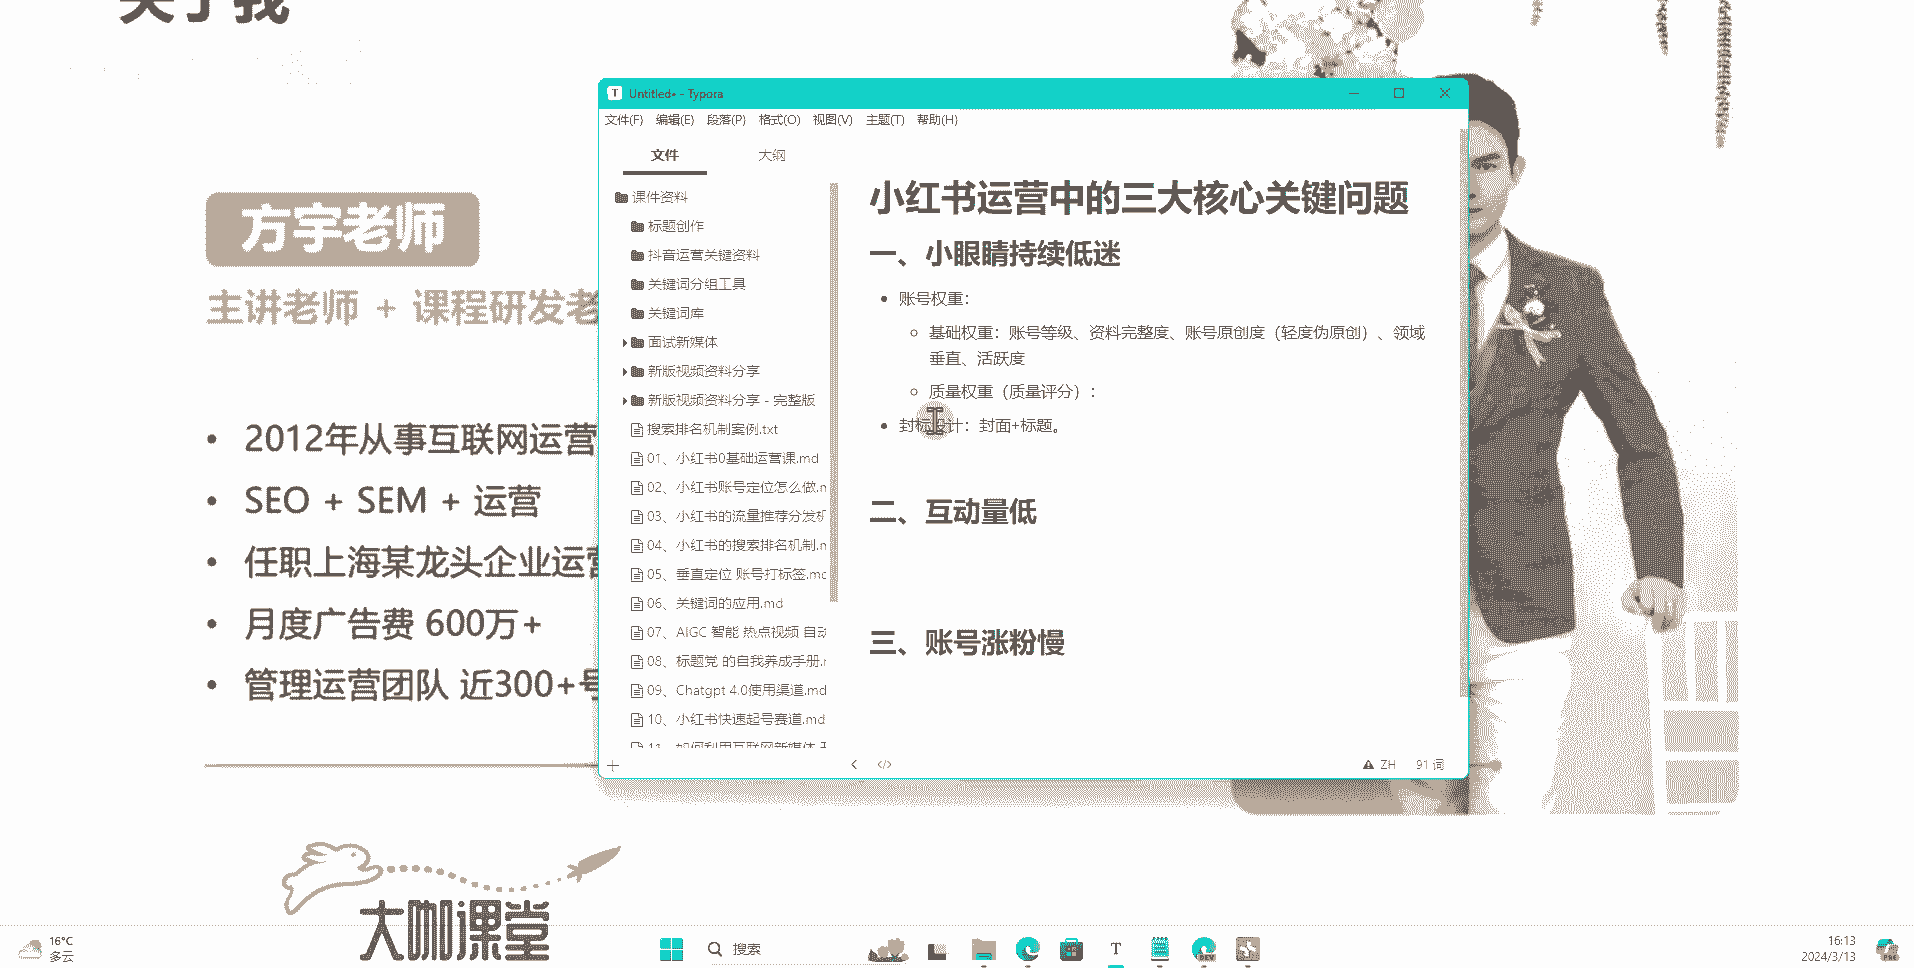 关于我
方宇老师
主讲老师 + 课程研发老
• 2012年从事互联网运营
• SEO + SEM + 运营
• 任职上海某龙头企业运营
• 月度广告费 600万+
• 管理运营团队 近300+号
大咖课堂
T Untitled• - Typora
文件(F) 编辑(E) 段落(P) 格式(O) 视图(V) 主题(T) 帮助(H)
文件 大纲
课件资料
标题创作
抖音运营关键资料
关键词分组工具
关键词库
面试新媒体
新版视频资料分享
新版视频资料分享 - 完整版
搜索排名机制案例.txt
01、小红书0基础运营课.md
02、小红书账号定位怎么做.m
03、小红书的流量推荐分发机
04、小红书的搜索排名机制.m
05、垂直定位 账号打标签.md
06、关键词的应用.md
07、AIGC 智能 热点视频 自动
08、标题党 的自我养成手册.m
09、Chatgpt 4.0使用渠道.md
10、小红书快速起号赛道.md
11、如何利用互联网新媒体
小红书运营中的三大核心关键问题
一、小眼睛持续低迷
• 账号权重：
基础权重：账号等级、资料完整度、账号原创度（轻度伪原创）、领域
垂直、活跃度
质量权重（质量评分）：
• 封标设计：封面+标题。
二、互动量低
三、账号涨粉慢
ZH 91 词
16°C
多云
搜索
T
DEV
16:13
2024/3/13
PRE